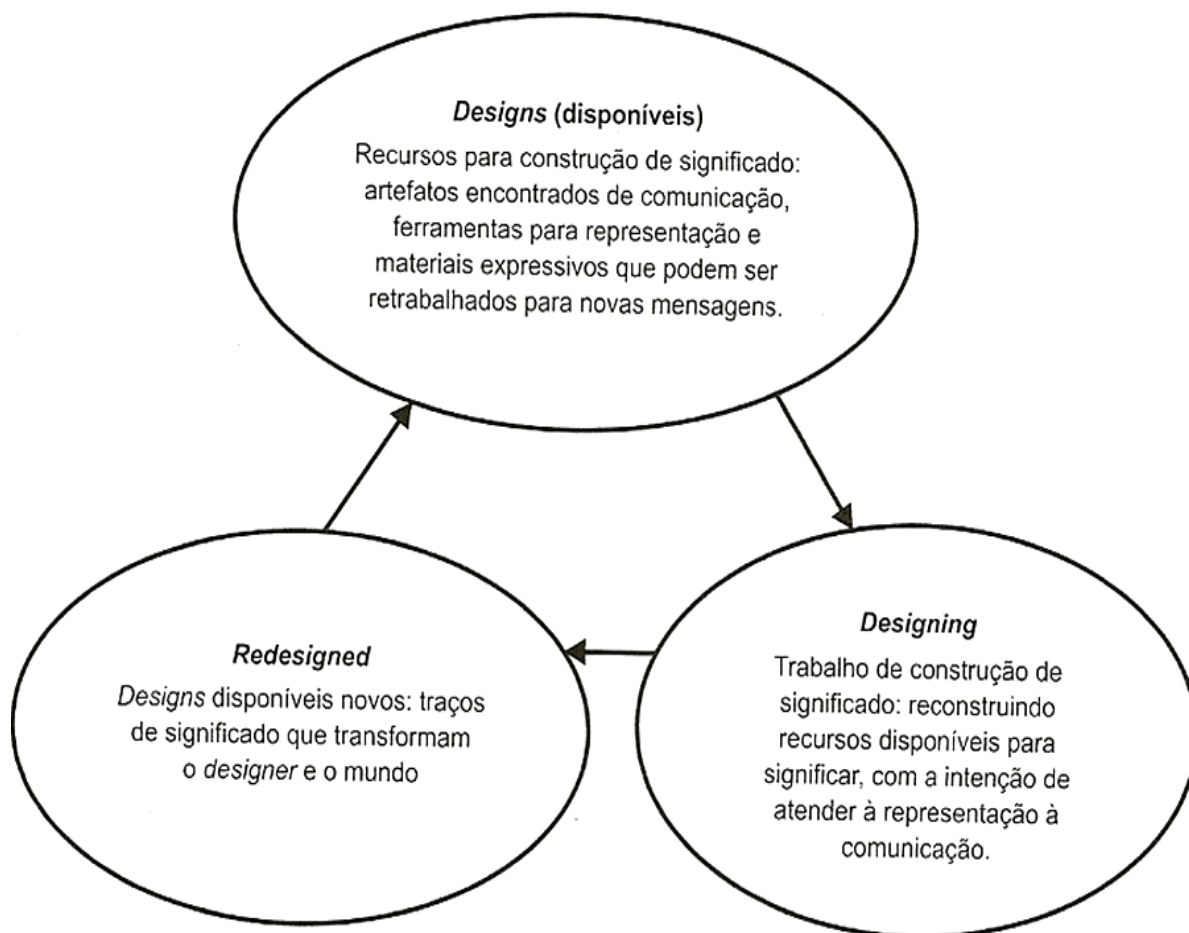 Designs (disponíveis)
Recursos para construção de significado:
artefatos encontrados de comunicação,
ferramentas para representação e
materiais expressivos que podem ser
retrabalhados para novas mensagens.
Redesigned
Designs disponíveis novos: traços
de significado que transformam
o designer e o mundo
Designing
Trabalho de construção de
significado: reconstruindo
recursos disponíveis para
significar, com a intenção de
atender à representação à
comunicação.